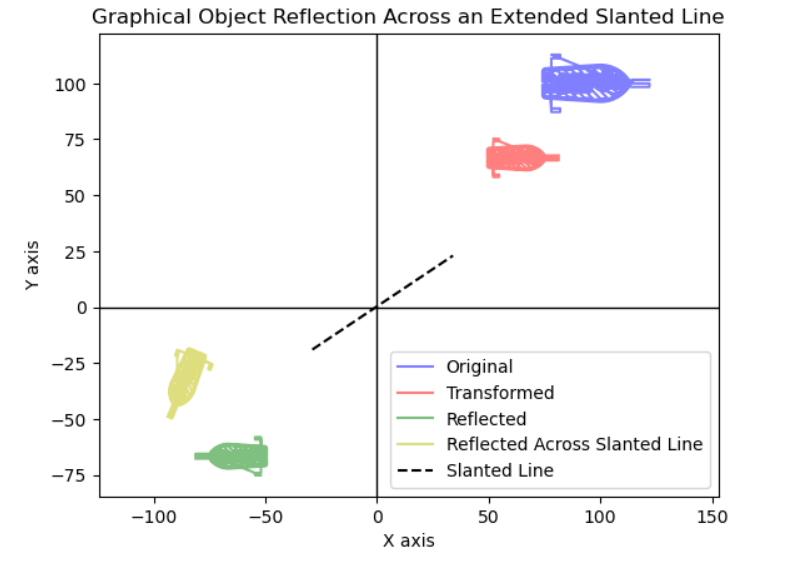 Graphical Object Reflection Across an Extended Slanted Line
Y axis
100
75
50
25
0
−25
−50
−75
Original
Transformed
Reflected
Reflected Across Slanted Line
Slanted Line
−100
−50
0
50
100
150
X axis